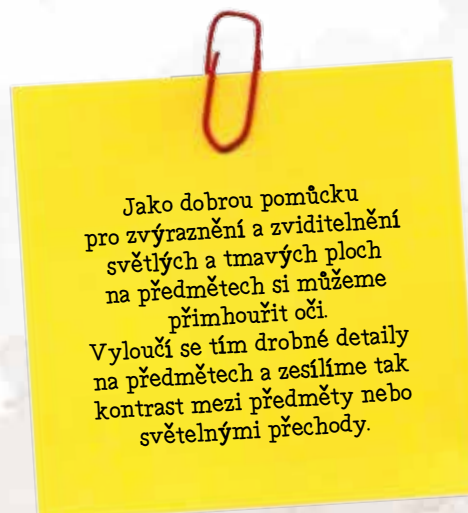 Jako dobrou pomůcku
pro zvýraznění a zviditelnění
světlých a tmavých ploch
na předmětech si můžeme
přimhouřit oči.
Vyloučí se tím drobné detaily
na předmětech a zesílíme tak
kontrast mezi předměty nebo
světelnými přechody.